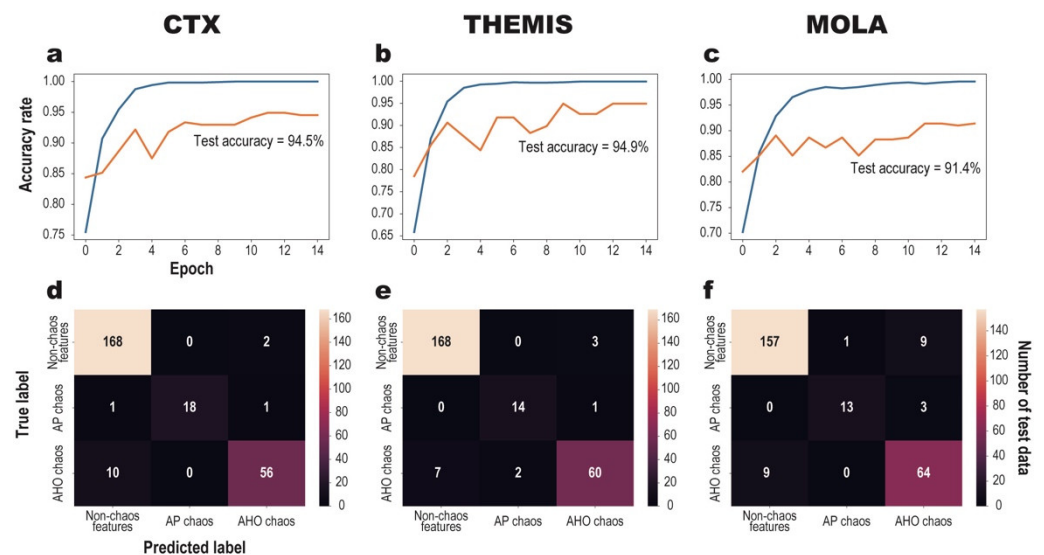 CTX
THEMIS
MOLA
a
b
c
Accuracy rate
1.00
0.95
0.90
0.85
0.80
0.75
Test accuracy = 94.5%
0 2 4 6 8 10 12 14
Epoch
1.00
0.95
0.90
0.85
0.80
0.75
0.70
0.65
Test accuracy = 94.9%
0 2 4 6 8 10 12 14
1.00
0.95
0.90
0.85
0.80
0.75
0.70
Test accuracy = 91.4%
0 2 4 6 8 10 12 14
d
e
f
True label
Non-chaos
features
AP chaos
AHO chaos
168 0 2
1 18 1
10 0 56
Non-chaos
features
AP chaos
AHO chaos
Predicted label
160
140
120
100
80
60
40
20
0
Non-chaos
features
AP chaos
AHO chaos
168 0 3
0 14 1
7 2 60
Non-chaos
features
AP chaos
AHO chaos
160
140
120
100
80
60
40
20
0
Non-chaos
features
AP chaos
AHO chaos
157 1 9
0 13 3
9 0 64
Non-chaos
features
AP chaos
AHO chaos
140
120
100
80
60
40
20
0
Number of test data